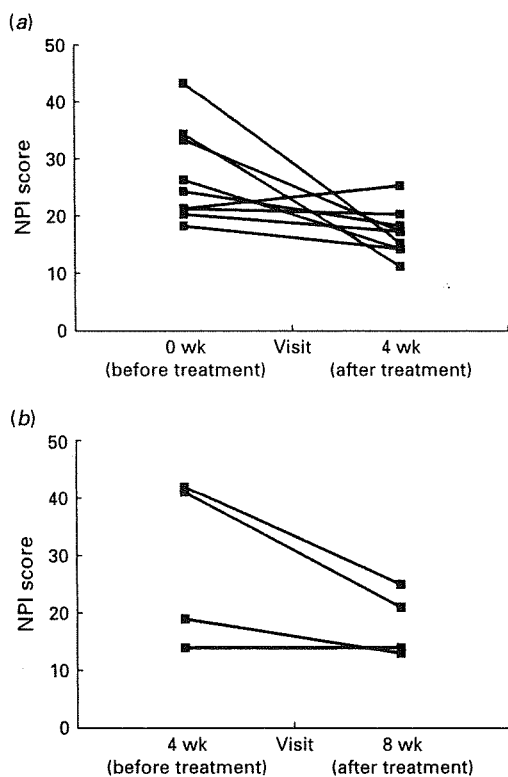 (a)
50
40
30
20
10
0
NPI score
0 wk Visit 4 wk
(before treatment) (after treatment)
(b)
50
40
30
20
10
0
NPI score
4 wk Visit 8 wk
(before treatment) (after treatment)